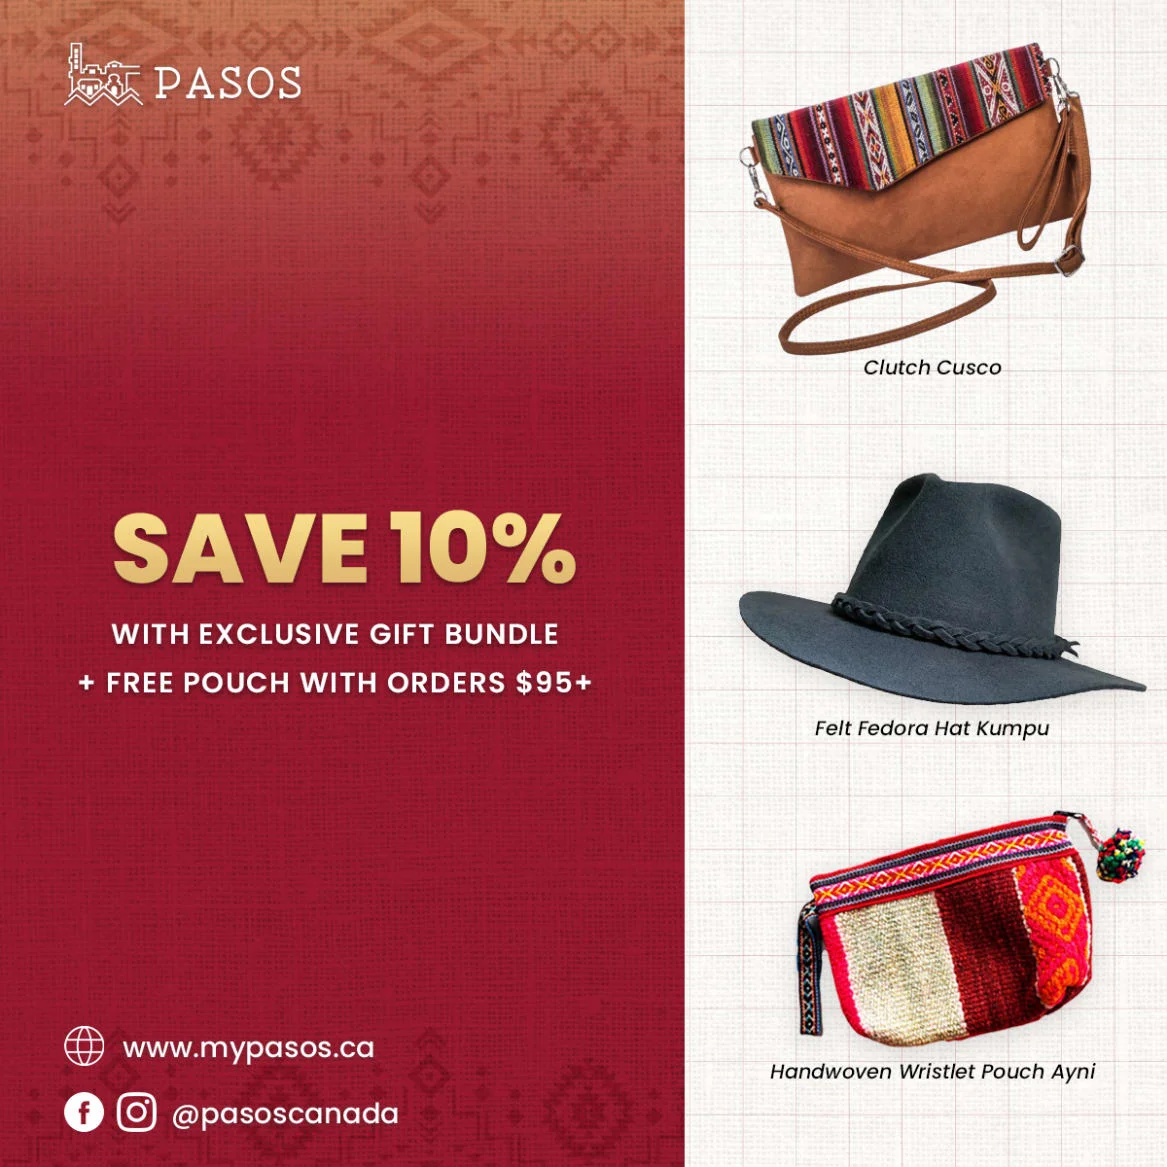 PASOS
SAVE 10%
WITH EXCLUSIVE GIFT BUNDLE
+ FREE POUCH WITH ORDERS $95+
www.mypasos.ca
@pasoscanada
Clutch Cusco
Felt Fedora Hat Kumpu
Handwoven Wristlet Pouch Ayni